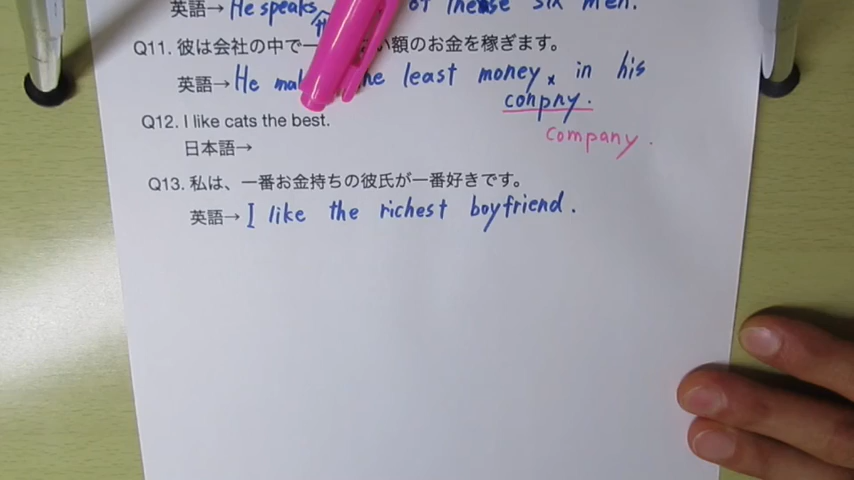 英語→ He speaks of these six men.
Q11. 彼は会社の中で一 額のお金を稼ぎます。
英語→ He the least money in his
conpny.
company.
Q12. I like cats the best.
日本語→
Q13. 私は、一番お金持ちの彼氏が一番好きです。
英語→ I like the richest boyfriend.